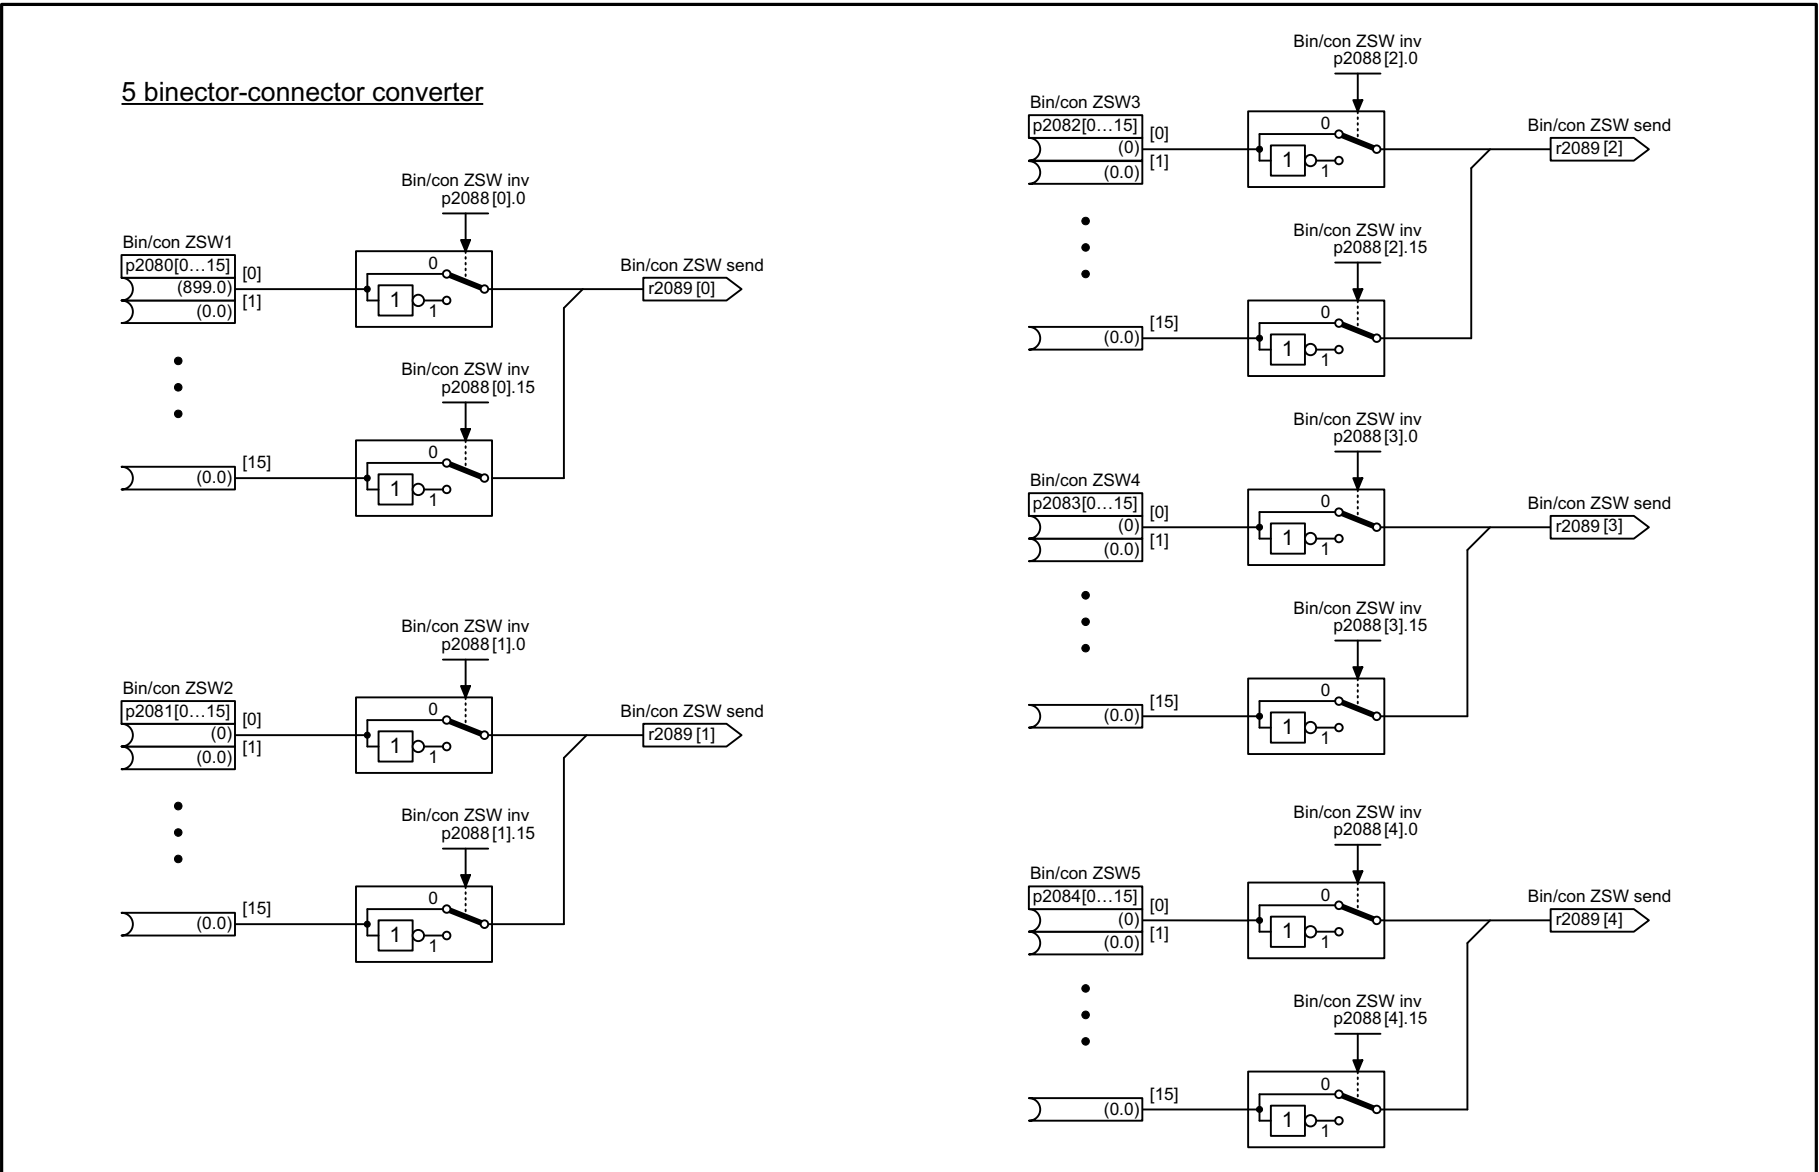 5 binector-connector converter
Bin/con ZSW inv
p2088[0].0
Bin/con ZSW1
p2080[0...15]
[0]
(899.0)
[1]
(0.0)
0
1
1
Bin/con ZSW send
r2089[0]
Bin/con ZSW inv
p2088[0].15
[15]
(0.0)
0
1
1
Bin/con ZSW inv
p2088[1].0
Bin/con ZSW2
p2081[0...15]
[0]
(0)
[1]
(0.0)
0
1
1
Bin/con ZSW send
r2089[1]
Bin/con ZSW inv
p2088[1].15
[15]
(0.0)
0
1
1
Bin/con ZSW inv
p2088[2].0
Bin/con ZSW3
p2082[0...15]
[0]
(0)
[1]
(0.0)
0
1
1
Bin/con ZSW send
r2089[2]
Bin/con ZSW inv
p2088[2].15
[15]
(0.0)
0
1
1
Bin/con ZSW inv
p2088[3].0
Bin/con ZSW4
p2083[0...15]
[0]
(0)
[1]
(0.0)
0
1
1
Bin/con ZSW send
r2089[3]
Bin/con ZSW inv
p2088[3].15
[15]
(0.0)
0
1
1
Bin/con ZSW inv
p2088[4].0
Bin/con ZSW5
p2084[0...15]
[0]
(0)
[1]
(0.0)
0
1
1
Bin/con ZSW send
r2089[4]
Bin/con ZSW inv
p2088[4].15
[15]
(0.0)
0
1
1